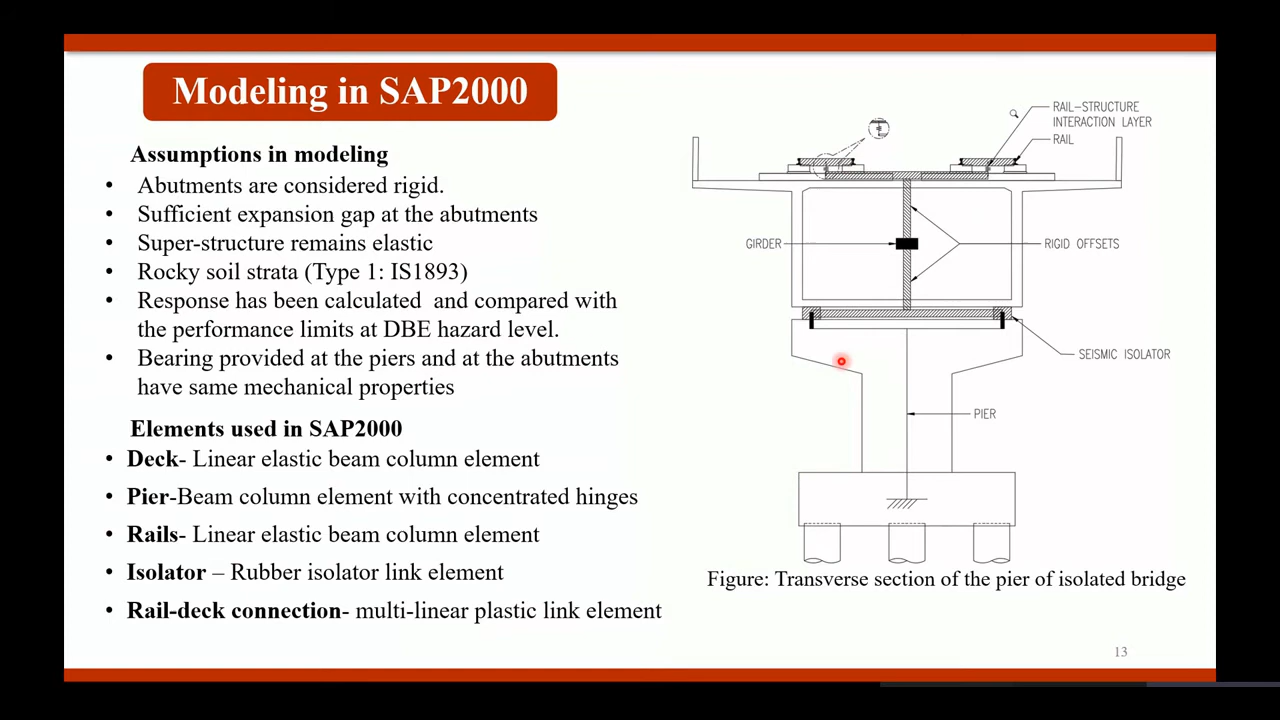 Modeling in SAP2000
Assumptions in modeling
• Abutments are considered rigid.
• Sufficient expansion gap at the abutments
• Super-structure remains elastic
• Rocky soil strata (Type 1: IS1893)
• Response has been calculated and compared with
the performance limits at DBE hazard level.
• Bearing provided at the piers and at the abutments
have same mechanical properties
Elements used in SAP2000
• Deck- Linear elastic beam column element
• Pier-Beam column element with concentrated hinges
• Rails- Linear elastic beam column element
• Isolator – Rubber isolator link element
• Rail-deck connection- multi-linear plastic link element
RAIL-STRUCTURE
INTERACTION LAYER
RAIL
GIRDER
RIGID OFFSETS
SEISMIC ISOLATOR
PIER
Figure: Transverse section of the pier of isolated bridge
13